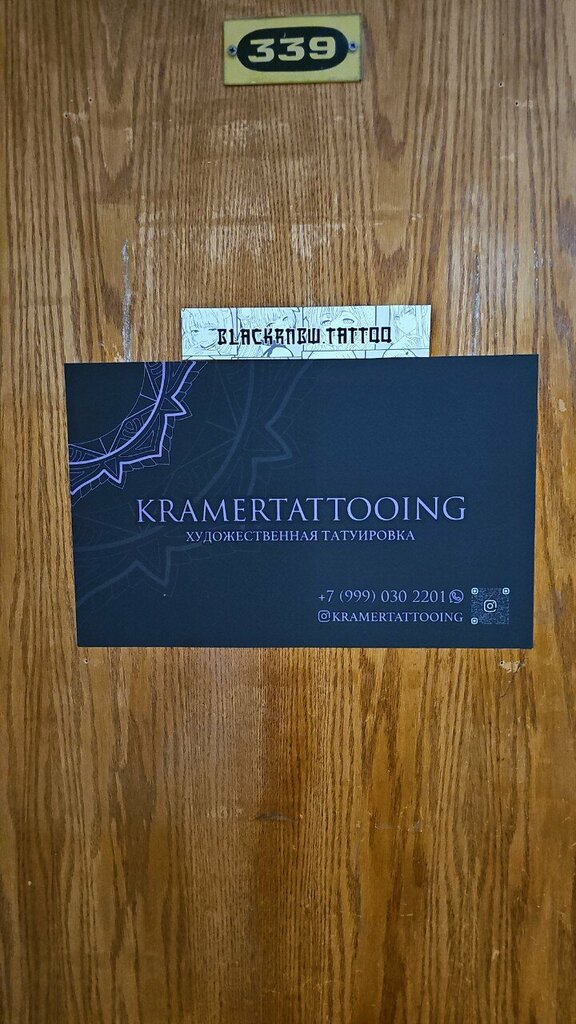 339
BLACKRNBW.TATTOO
KRAMERTATTOOING
ХУДОЖЕСТВЕННАЯ ТАТУИРОВКА
+7 (999) 030 2201
KRAMERTATTOOING